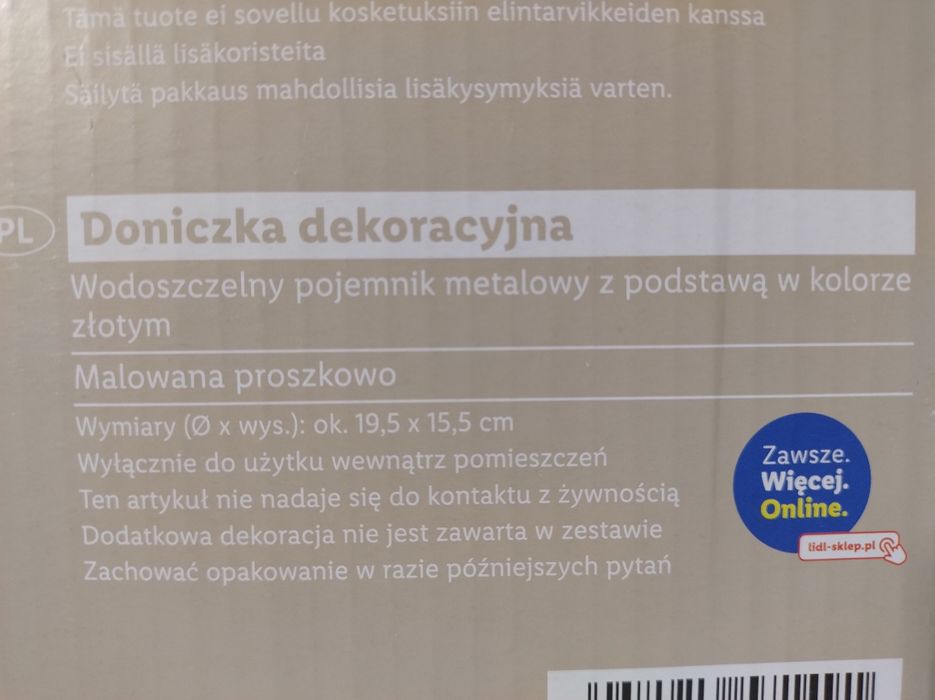 Tämä tuote ei sovellu kosketuksiin elintarvikkeiden kanssa
Ei sisällä lisäkoristeita
Säilytä pakkaus mahdollisia lisäkysymyksiä varten.
PL
Doniczka dekoracyjna
Wodoszczelny pojemnik metalowy z podstawą w kolorze
złotym
Malowana proszkowo
Wymiary (Ø x wys.): ok. 19,5 x 15,5 cm
Wyłącznie do użytku wewnątrz pomieszczeń
Ten artykuł nie nadaje się do kontaktu z żywnością
Dodatkowa dekoracja nie jest zawarta w zestawie
Zachować opakowanie w razie późniejszych pytań
Zawsze.
Więcej.
Online.
lidl-sklep.pl